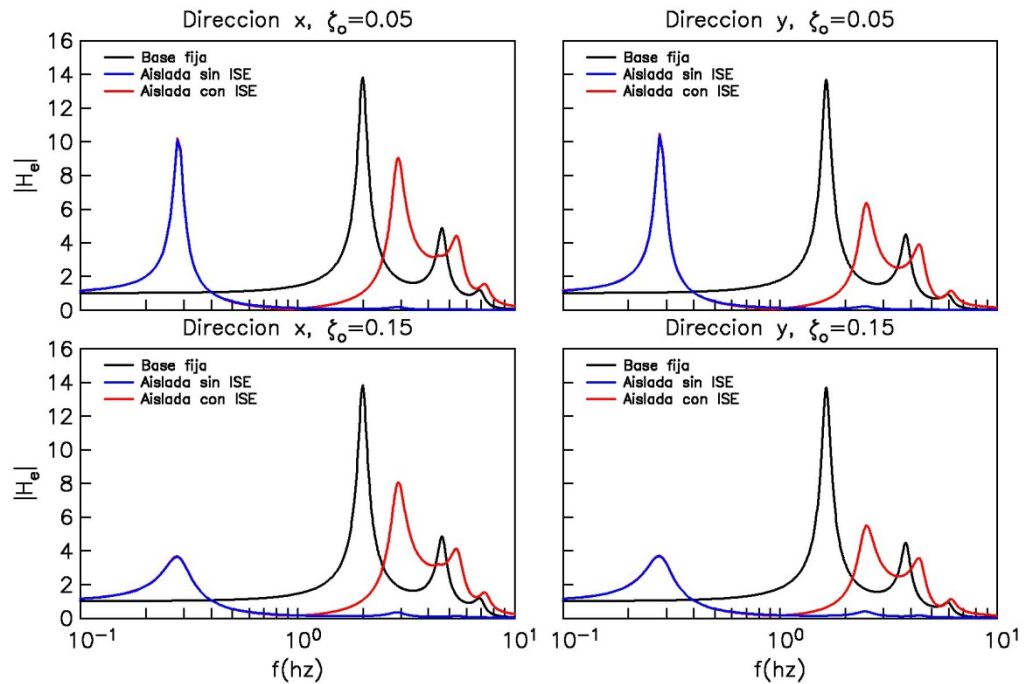 Direccion x, ζₒ=0.05
16
14
12
10
8
6
4
2
0
|Hₑ|
Base fija
Aislada sin ISE
Aislada con ISE
Direccion y, ζₒ=0.05
Base fija
Aislada sin ISE
Aislada con ISE
10¹
10¹
Direccion x, ζₒ=0.15
16
14
12
10
8
6
4
2
0
|Hₑ|
Base fija
Aislada sin ISE
Aislada con ISE
10⁻¹
10⁰
10¹
f(hz)
Direccion y, ζₒ=0.15
Base fija
Aislada sin ISE
Aislada con ISE
10⁻¹
10⁰
10¹
f(hz)